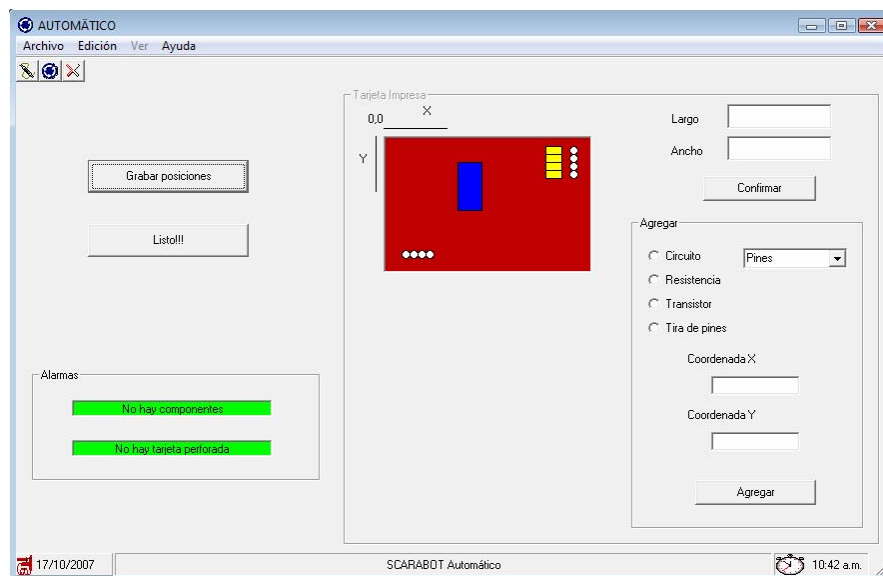 AUTOMÁTICO
Archivo Edición Ver Ayuda
Tarjeta Impresa
0,0 X
Y
Largo
Ancho
Confirmar
Grabar posiciones
Listo!!!
Agregar
Circuito Pines
Resistencia
Transistor
Tira de pines
Coordenada X
Coordenada Y
Agregar
Alarmas
No hay componentes
No hay tarjeta perforada
17/10/2007 SCARABOT Automático 10:42 a.m.